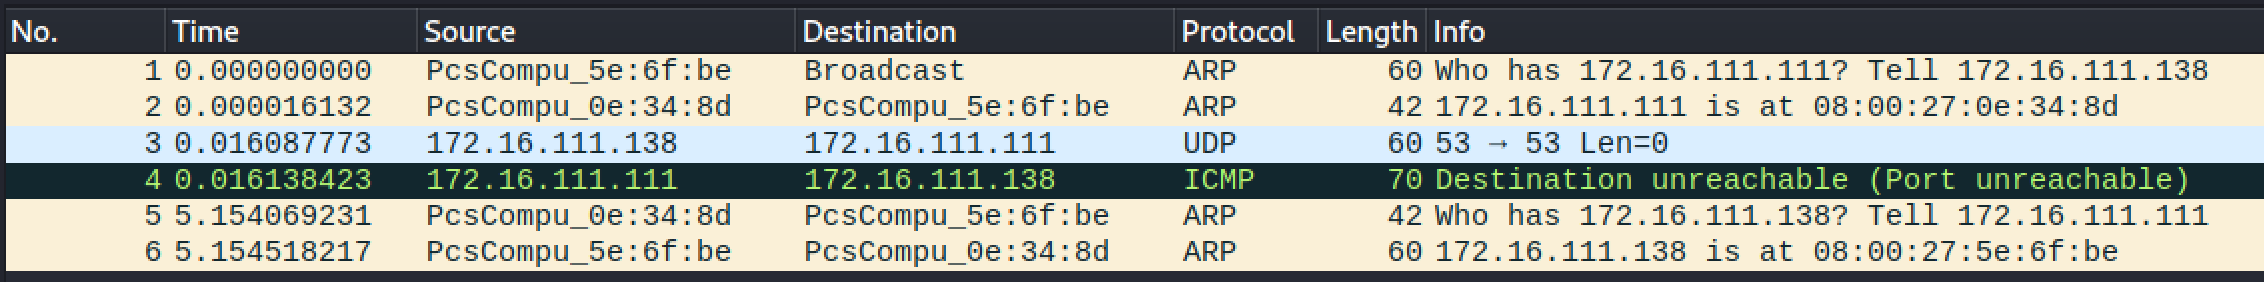 No. Time Source Destination Protocol Length Info
1 0.000000000 PcsCompu_5e:6f:be Broadcast ARP 60 Who has 172.16.111.111? Tell 172.16.111.138
2 0.000016132 PcsCompu_0e:34:8d PcsCompu_5e:6f:be ARP 42 172.16.111.111 is at 08:00:27:0e:34:8d
3 0.016087773 172.16.111.138 172.16.111.111 UDP 60 53 → 53 Len=0
4 0.016138423 172.16.111.111 172.16.111.138 ICMP 70 Destination unreachable (Port unreachable)
5 5.154069231 PcsCompu_0e:34:8d PcsCompu_5e:6f:be ARP 42 Who has 172.16.111.138? Tell 172.16.111.111
6 5.154518217 PcsCompu_5e:6f:be PcsCompu_0e:34:8d ARP 60 172.16.111.138 is at 08:00:27:5e:6f:be